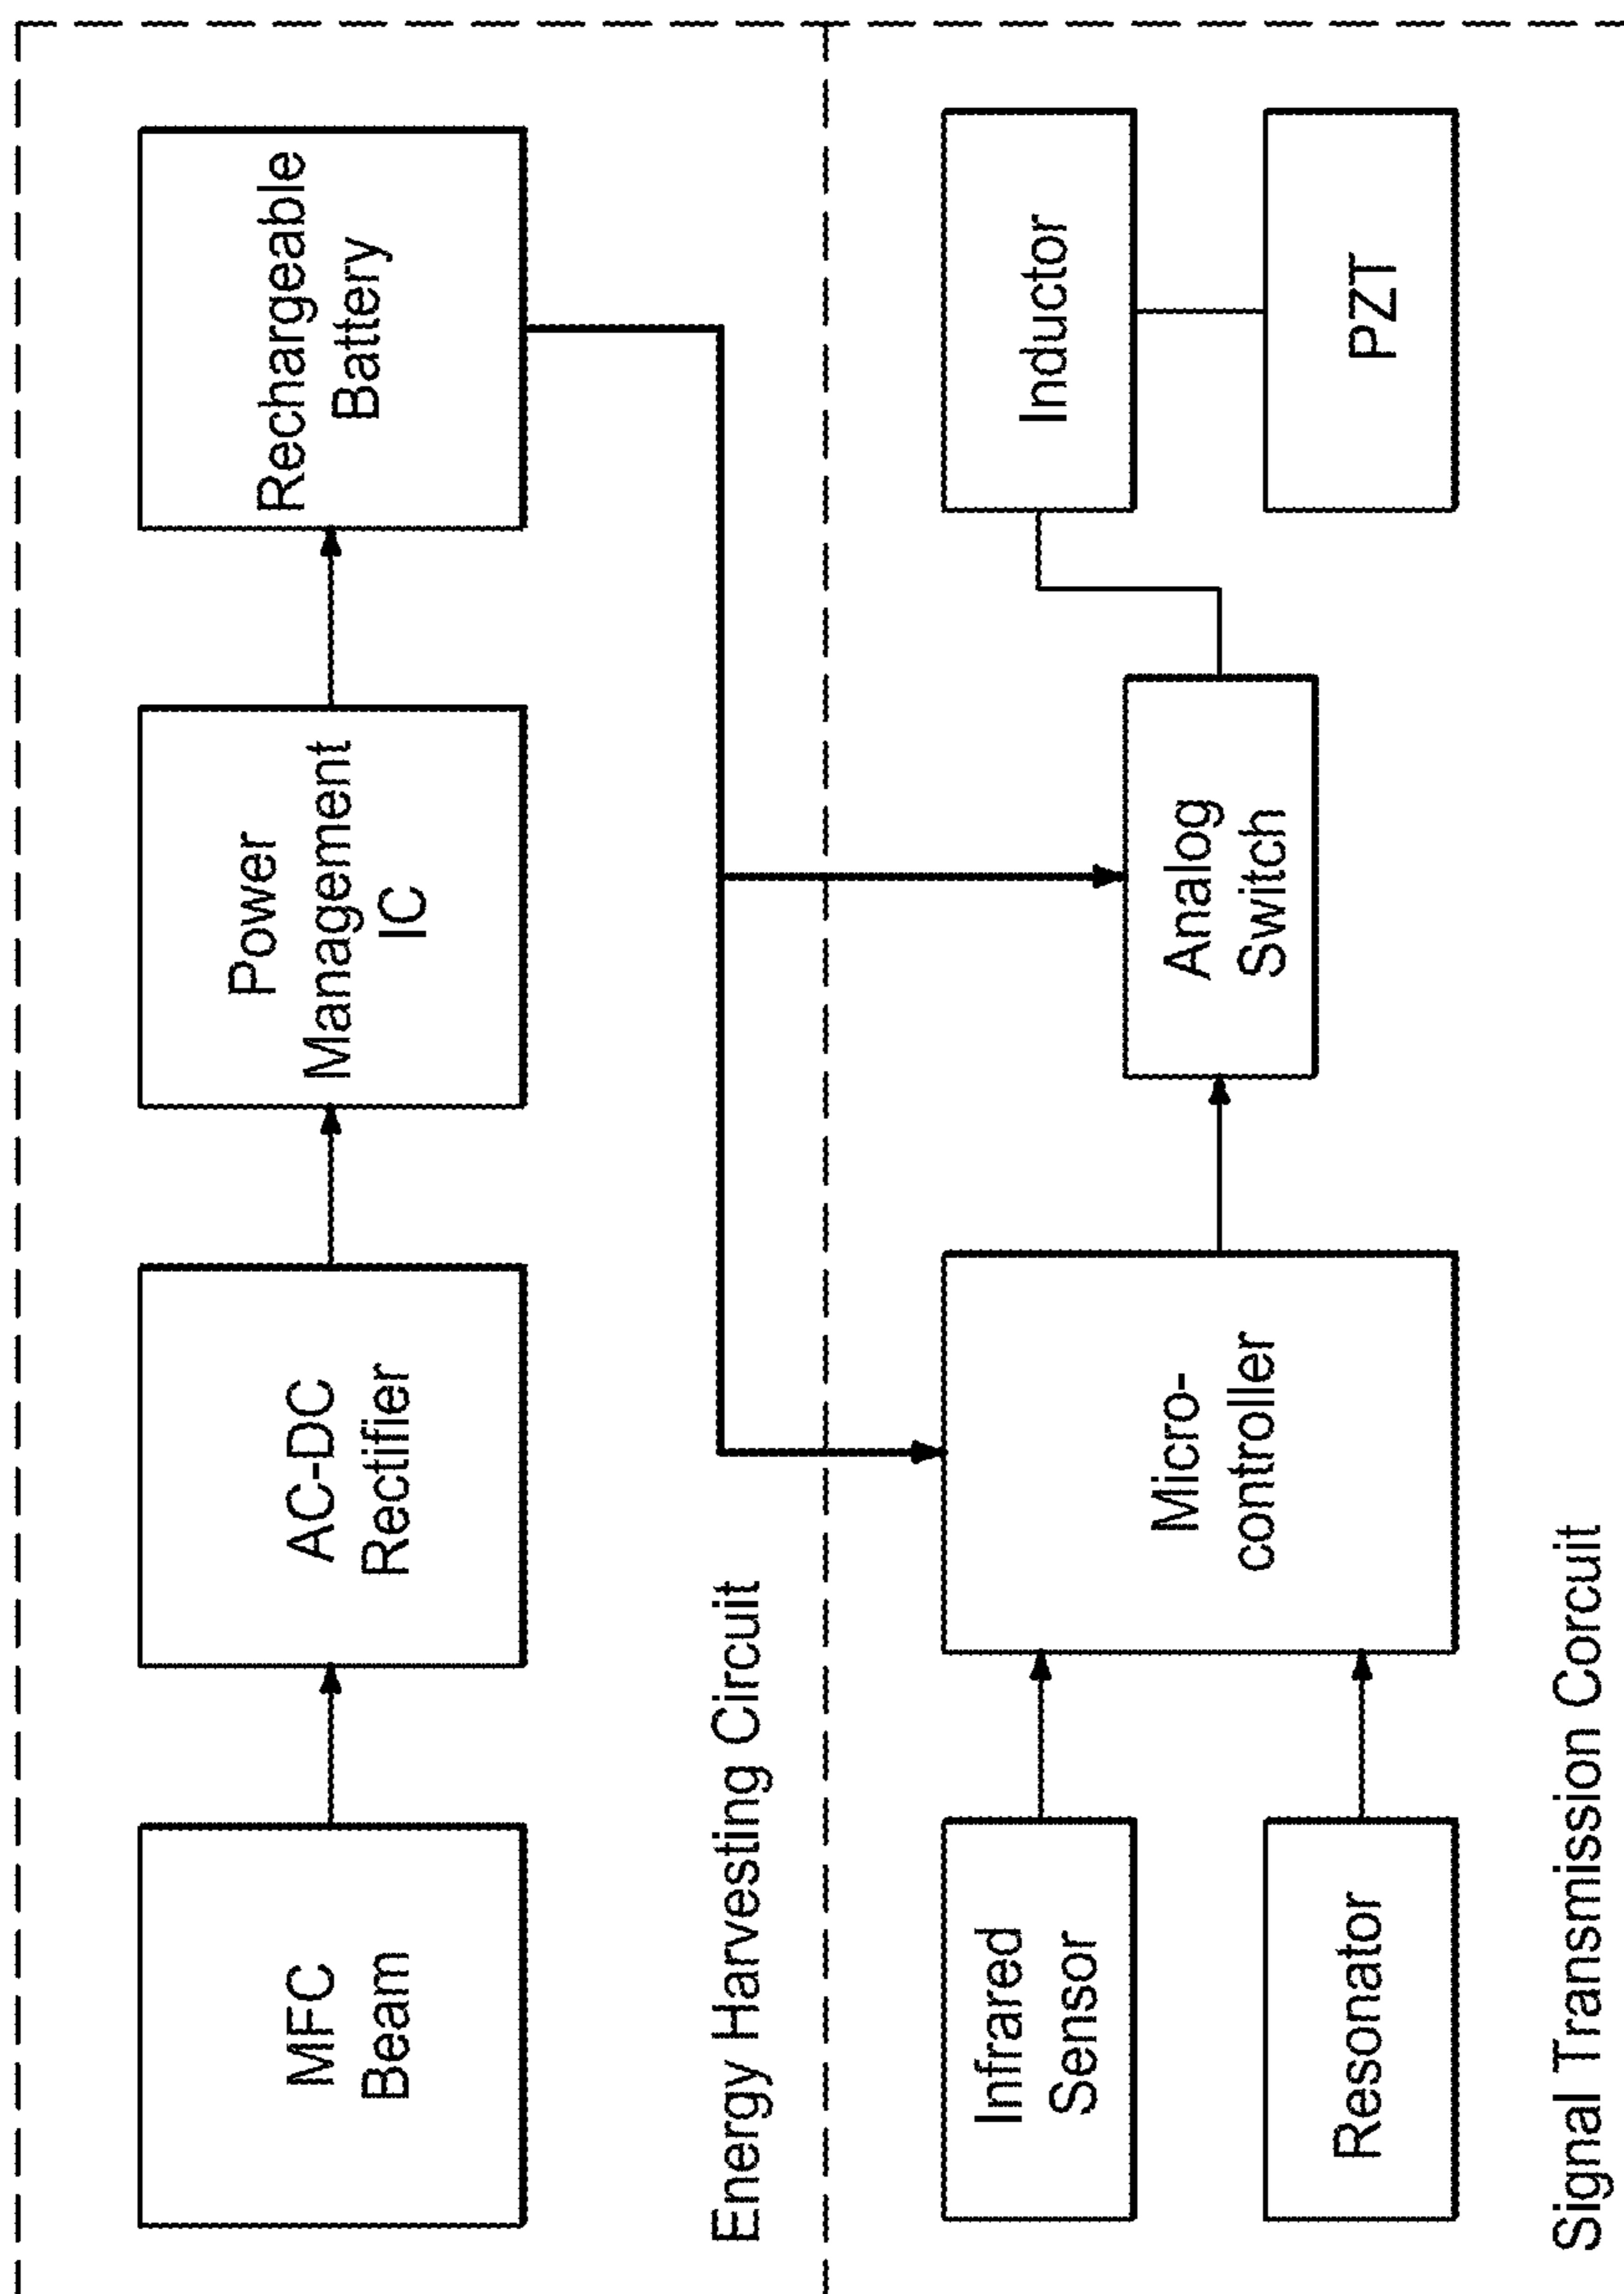 MFC
Beam
AC-DC
Rectifier
Power
Management
IC
Rechargeable
Battery
Energy Harvesting Circuit
Infrared
Sensor
Resonator
Micro-
controller
Analog
Switch
Inductor
PZT
Signal Transmission Corcuit